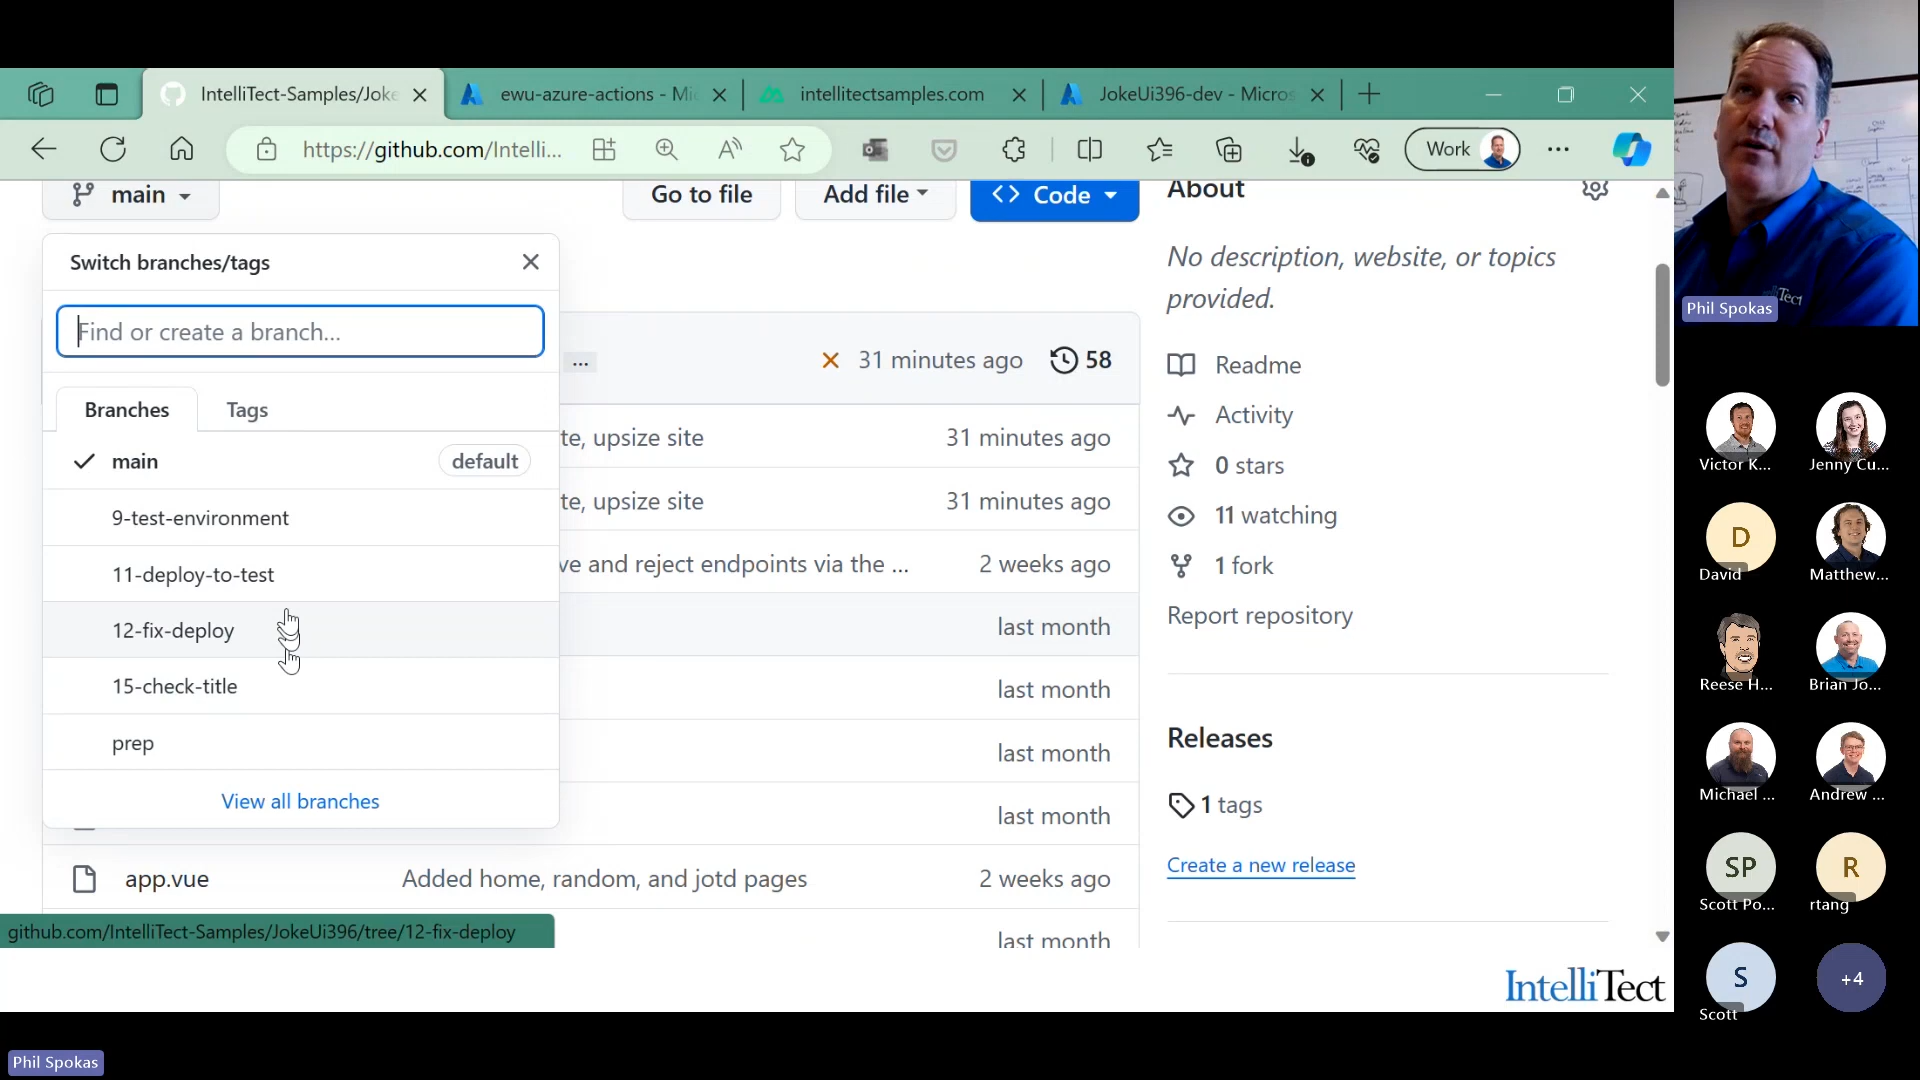 IntelliTect-Samples/Joke
ewu-azure-actions - Mi
intellitectsamples.com
JokeUi396-dev - Micros
https://github.com/Intelli...
Work
main
Go to file
Add file
Code
About
Switch branches/tags
No description, website, or topics
provided.
Find or create a branch...
... 31 minutes ago 58
Readme
Branches
Tags
Activity
te, upsize site 31 minutes ago
main default
0 stars
te, upsize site 31 minutes ago
9-test-environment
11 watching
ve and reject endpoints via the ... 2 weeks ago
11-deploy-to-test
1 fork
12-fix-deploy
last month
Report repository
15-check-title
last month
prep
last month
Releases
View all branches
last month
1 tags
app.vue Added home, random, and jotd pages 2 weeks ago
Create a new release
github.com/IntelliTect-Samples/JokeUi396/tree/12-fix-deploy
last month
IntelliTect
Phil Spokas
Tect
Phil Spokas
Victor K...
Jenny Cu...
D
David
Matthew...
Reese H...
Brian Jo...
Michael ...
Andrew ...
SP
Scott Po...
R
rtang
S
Scott
+4